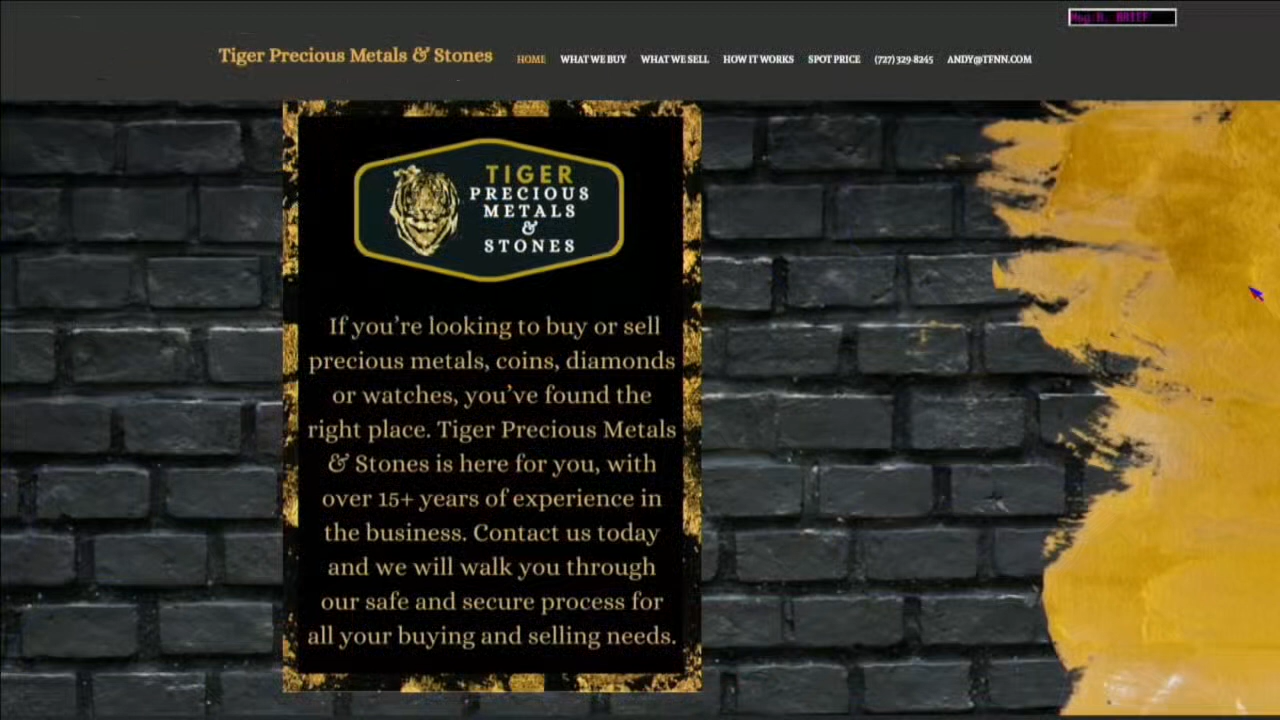 Tiger Precious Metals & Stones
HOME WHAT WE BUY WHAT WE SELL HOW IT WORKS SPOT PRICE (727) 329-8245 ANDY@TFNN.COM
TIGER
PRECIOUS
METALS
&
STONES
If you're looking to buy or sell
precious metals, coins, diamonds
or watches, you've found the
right place. Tiger Precious Metals
& Stones is here for you, with
over 15+ years of experience in
the business. Contact us today
and we will walk you through
our safe and secure process for
all your buying and selling needs.